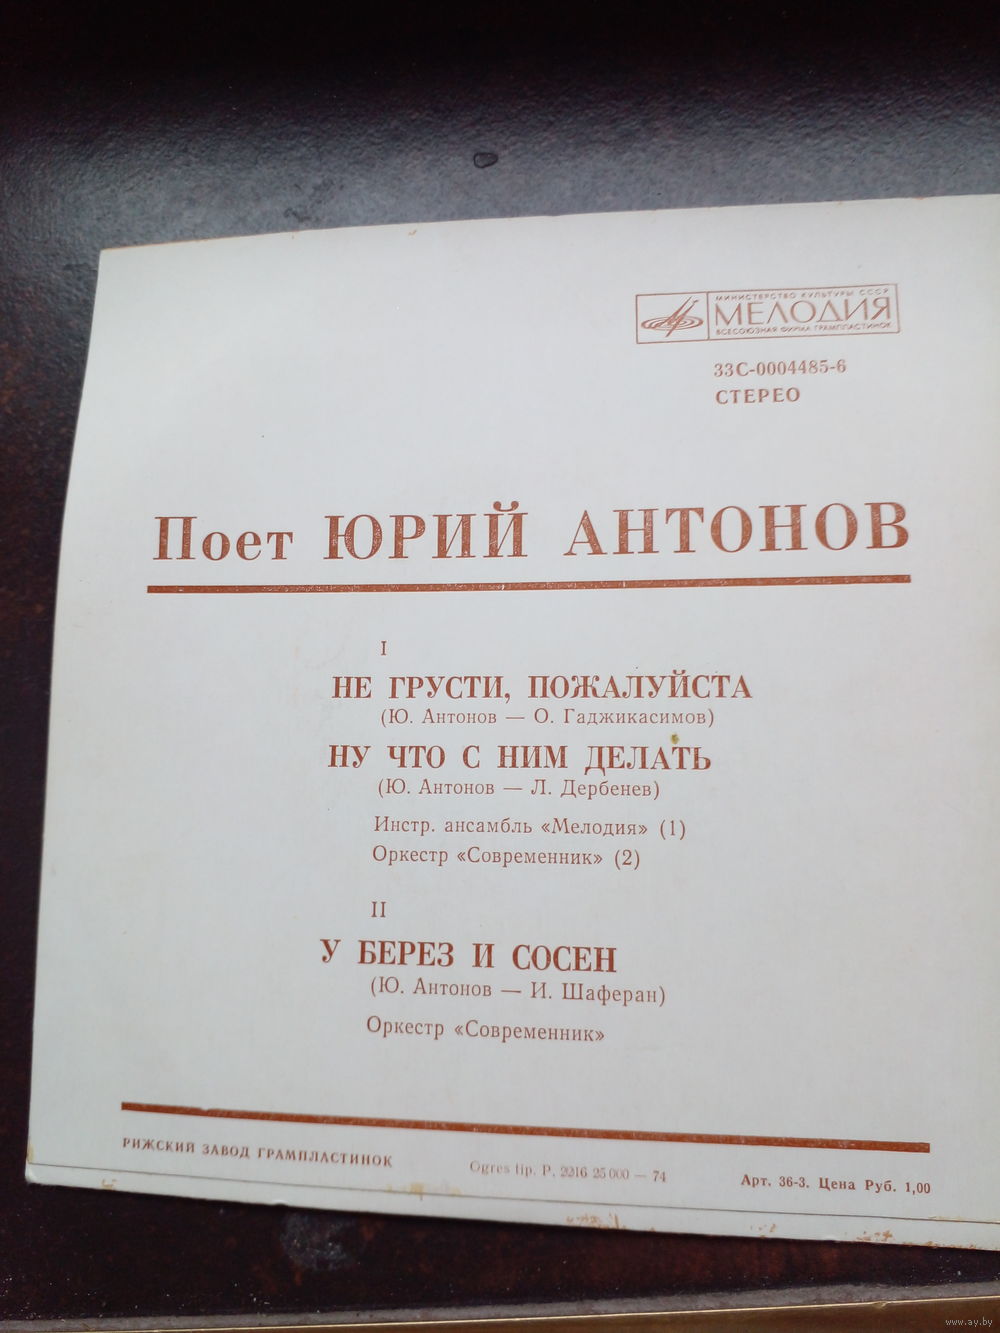 МИНИСТЕРСТВО КУЛЬТУРЫ СССР
МЕЛОДИЯ
ВСЕСОЮЗНАЯ ФИРМА ГРАМПЛАСТИНОК
33С-0004485-6
СТЕРЕО
Поет ЮРИЙ АНТОНОВ
I
НЕ ГРУСТИ, ПОЖАЛУЙСТА
(Ю. Антонов — О. Гаджикасимов)
НУ ЧТО С НИМ ДЕЛАТЬ
(Ю. Антонов — Л. Дербенев)
Инстр. ансамбль «Мелодия» (1)
Оркестр «Современник» (2)
II
У БЕРЕЗ И СОСЕН
(Ю. Антонов — И. Шаферан)
Оркестр «Современник»
РИЖСКИЙ ЗАВОД ГРАМПЛАСТИНОК
Ogres tip. P. 2216 25 000 — 74
Арт. 36-3. Цена Руб. 1,00
www.ay.by